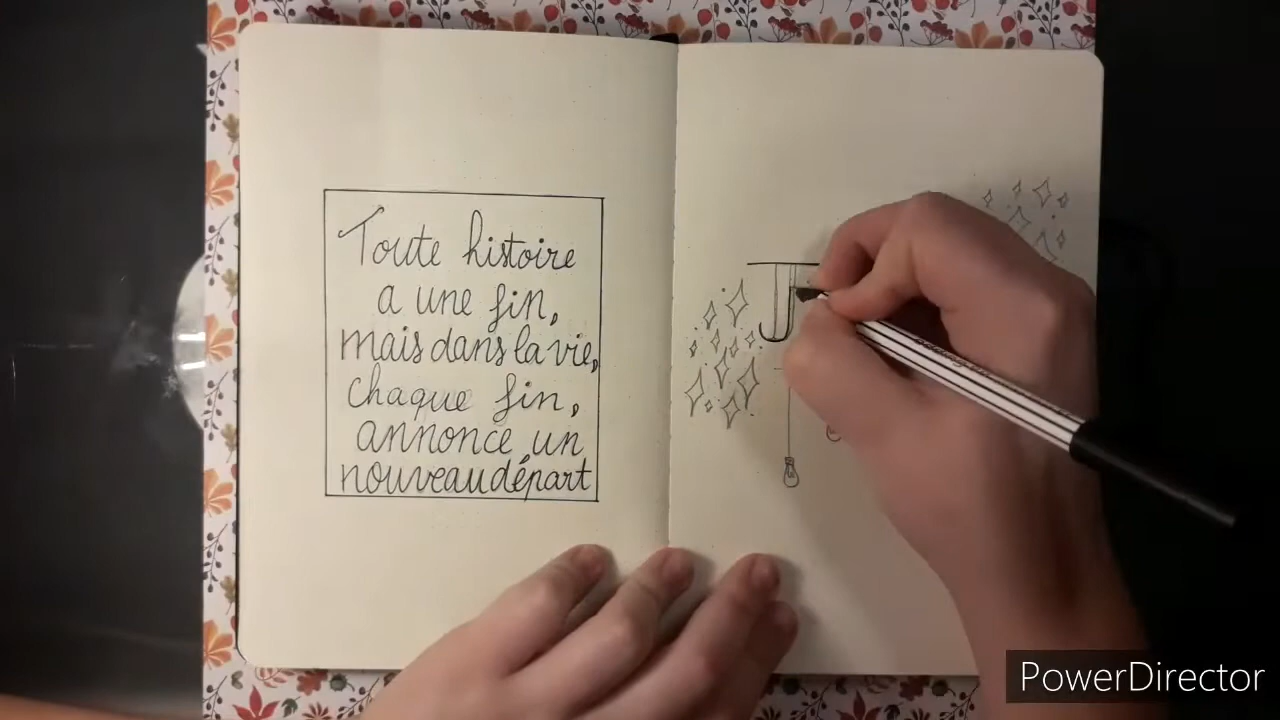 Toute histoire
a une fin,
mais dans la vie,
chaque fin,
annonce un
nouveau départ
PowerDirector